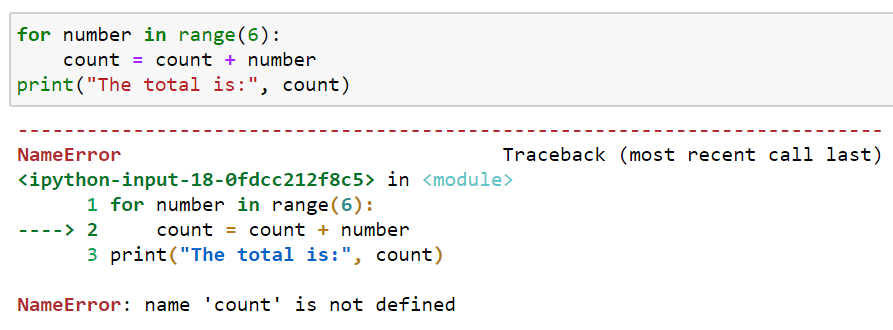 for number in range(6):
    count = count + number
print("The total is:", count)
---------------------------------------------------------------------------
NameError                                 Traceback (most recent call last)
<ipython-input-18-0fdcc212f8c5> in <module>
      1 for number in range(6):
----> 2     count = count + number
      3 print("The total is:", count)
NameError: name 'count' is not defined